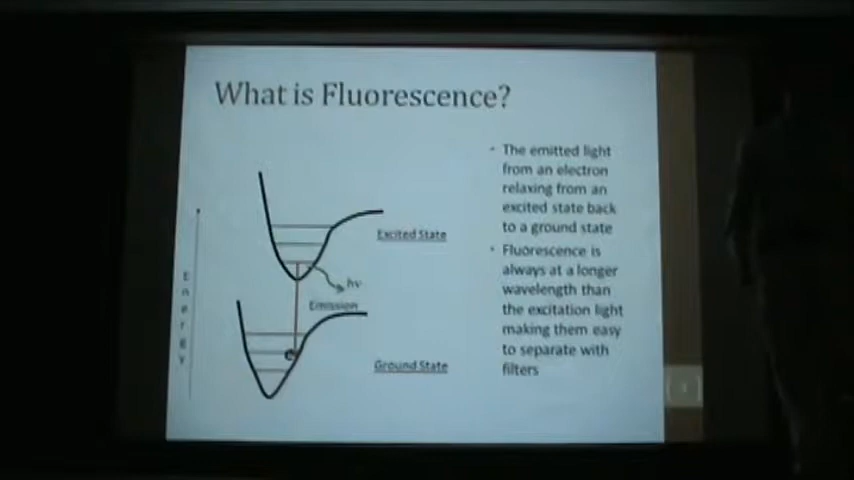 What is Fluorescence?
• The emitted light
from an electron
relaxing from an
excited state back
to a ground state
• Fluorescence is
always at a longer
wavelength than
the excitation light
making them easy
to separate with
filters
Excited State
hν
Emission
Ground State
Energy